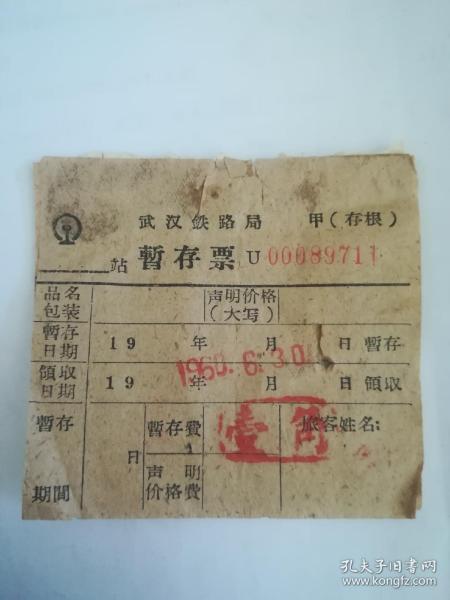 武汉鉄路局 甲（存根）
站 暫存票 U 00089711
品名包装 声明价格（大写）
暫存日期 19 年 月 日 暫存
1960.6.30.
領取日期 19 年 月 日 領取
暫存期間 日 暫存費 壹角 旅客姓名:
声明价格費
孔夫子旧书网
www.kongfz.com